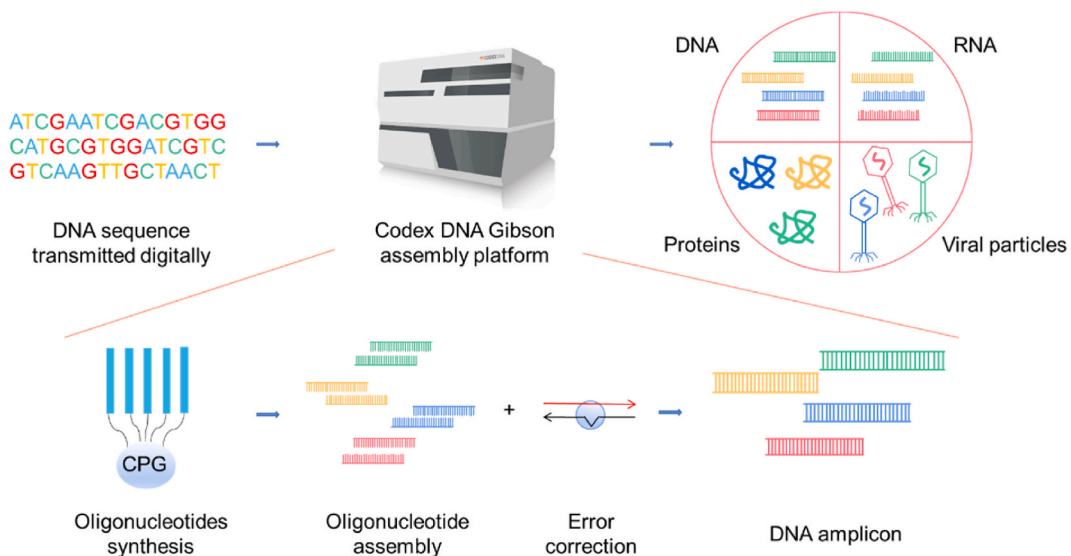 DNA
RNA
ATCGAATCGACGTGG
CATGCGTGGATCGTC
GTCAAGTTGCTAACT
DNA sequence
transmitted digitally
Codex DNA Gibson
assembly platform
Proteins
Viral particles
CPG
+
Oligonucleotides
synthesis
Oligonucleotide
assembly
Error
correction
DNA amplicon